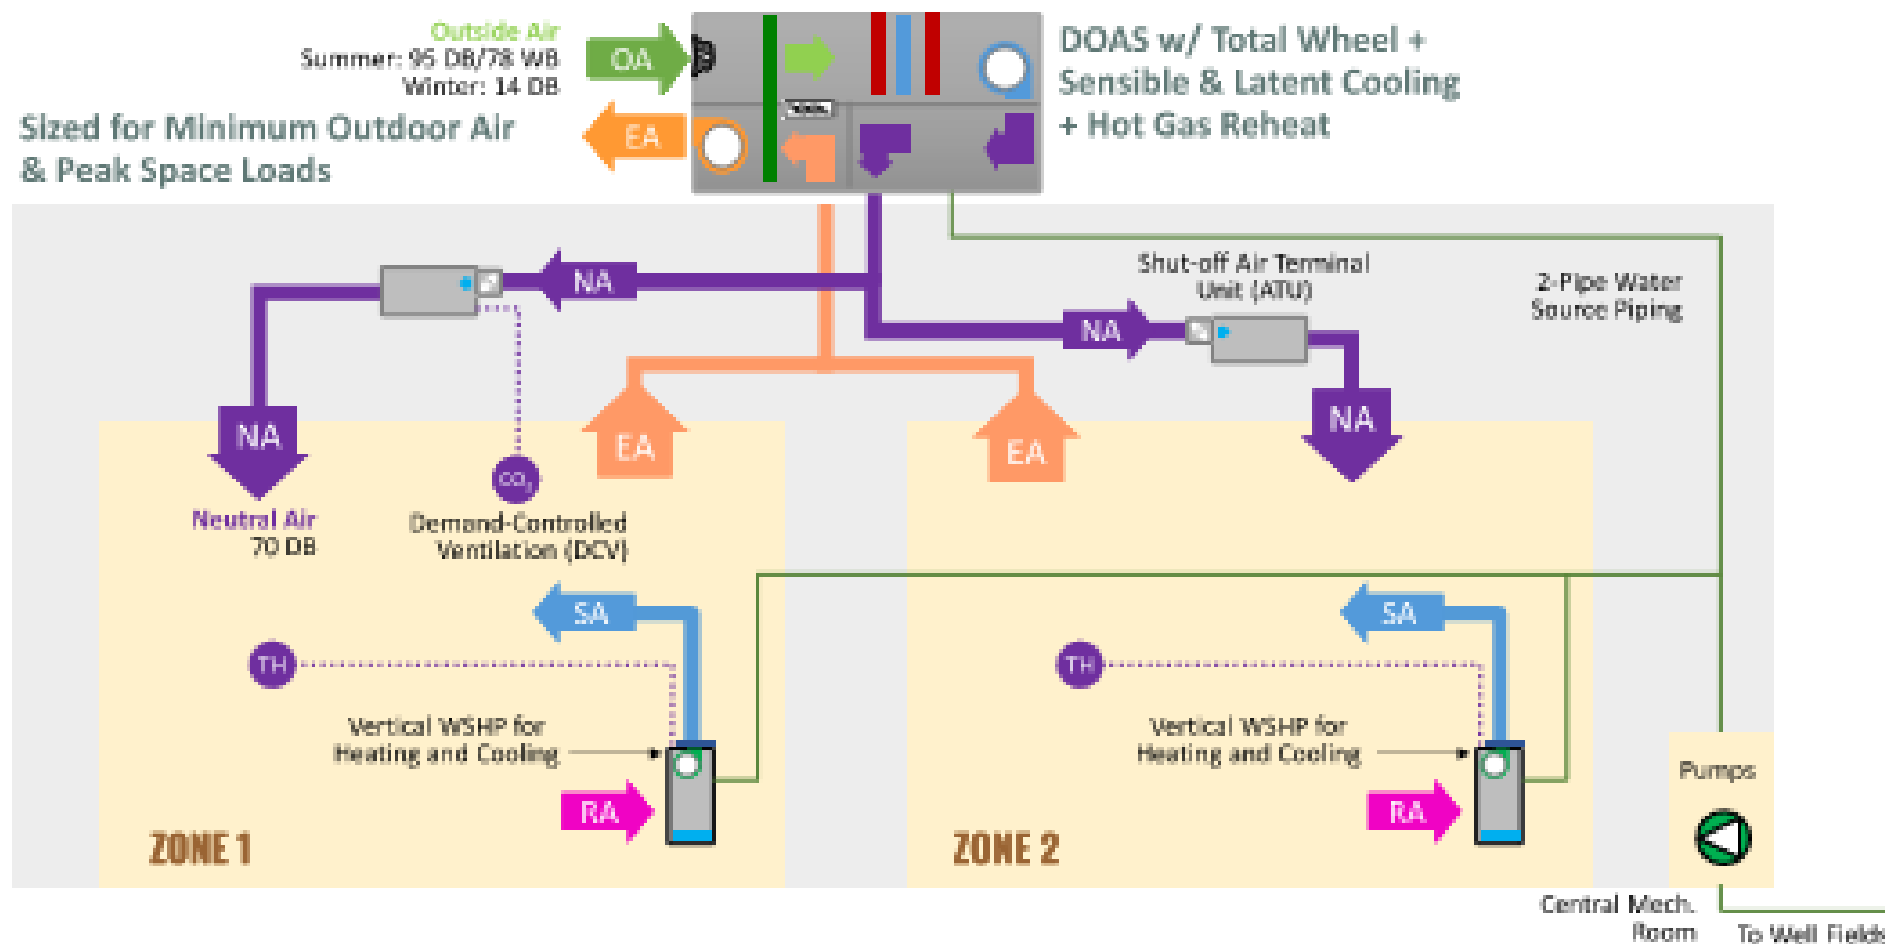 Outside Air
Summer: 95 DB/78 WB
Winter: 14 DB
OA
EA
Sized for Minimum Outdoor Air
& Peak Space Loads
DOAS w/ Total Wheel +
Sensible & Latent Cooling
+ Hot Gas Reheat
NA
Shut-off Air Terminal
Unit (ATU)
2-Pipe Water
Source Piping
NA
NA
EA
EA
NA
CO₂
Neutral Air
70 DB
Demand-Controlled
Ventilation (DCV)
SA
SA
TH
TH
Vertical WSHP for
Heating and Cooling
Vertical WSHP for
Heating and Cooling
RA
RA
Pumps
ZONE 1
ZONE 2
Central Mech.
Room
To Well Fields